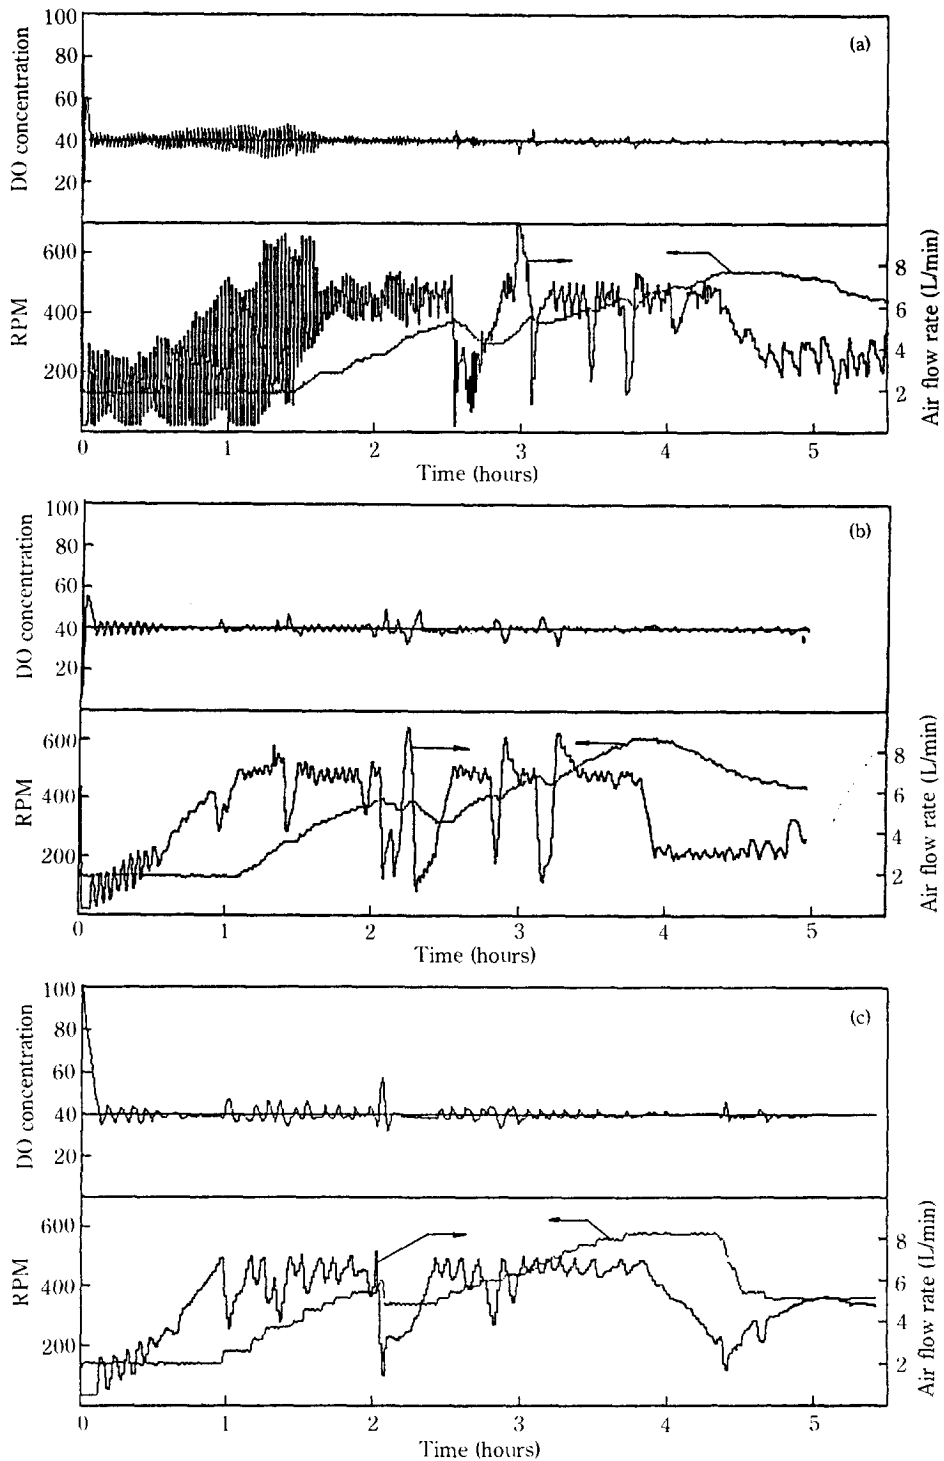 (a)
DO concentration
100
80
60
40
20
RPM
600
400
200
Air flow rate (L/min)
8
6
4
2
0 1 2 3 4 5
Time (hours)
(b)
DO concentration
100
80
60
40
20
RPM
600
400
200
Air flow rate (L/min)
8
6
4
2
0 1 2 3 4 5
Time (hours)
(c)
DO concentration
100
80
60
40
20
RPM
600
400
200
Air flow rate (L/min)
8
6
4
2
0 1 2 3 4 5
Time (hours)